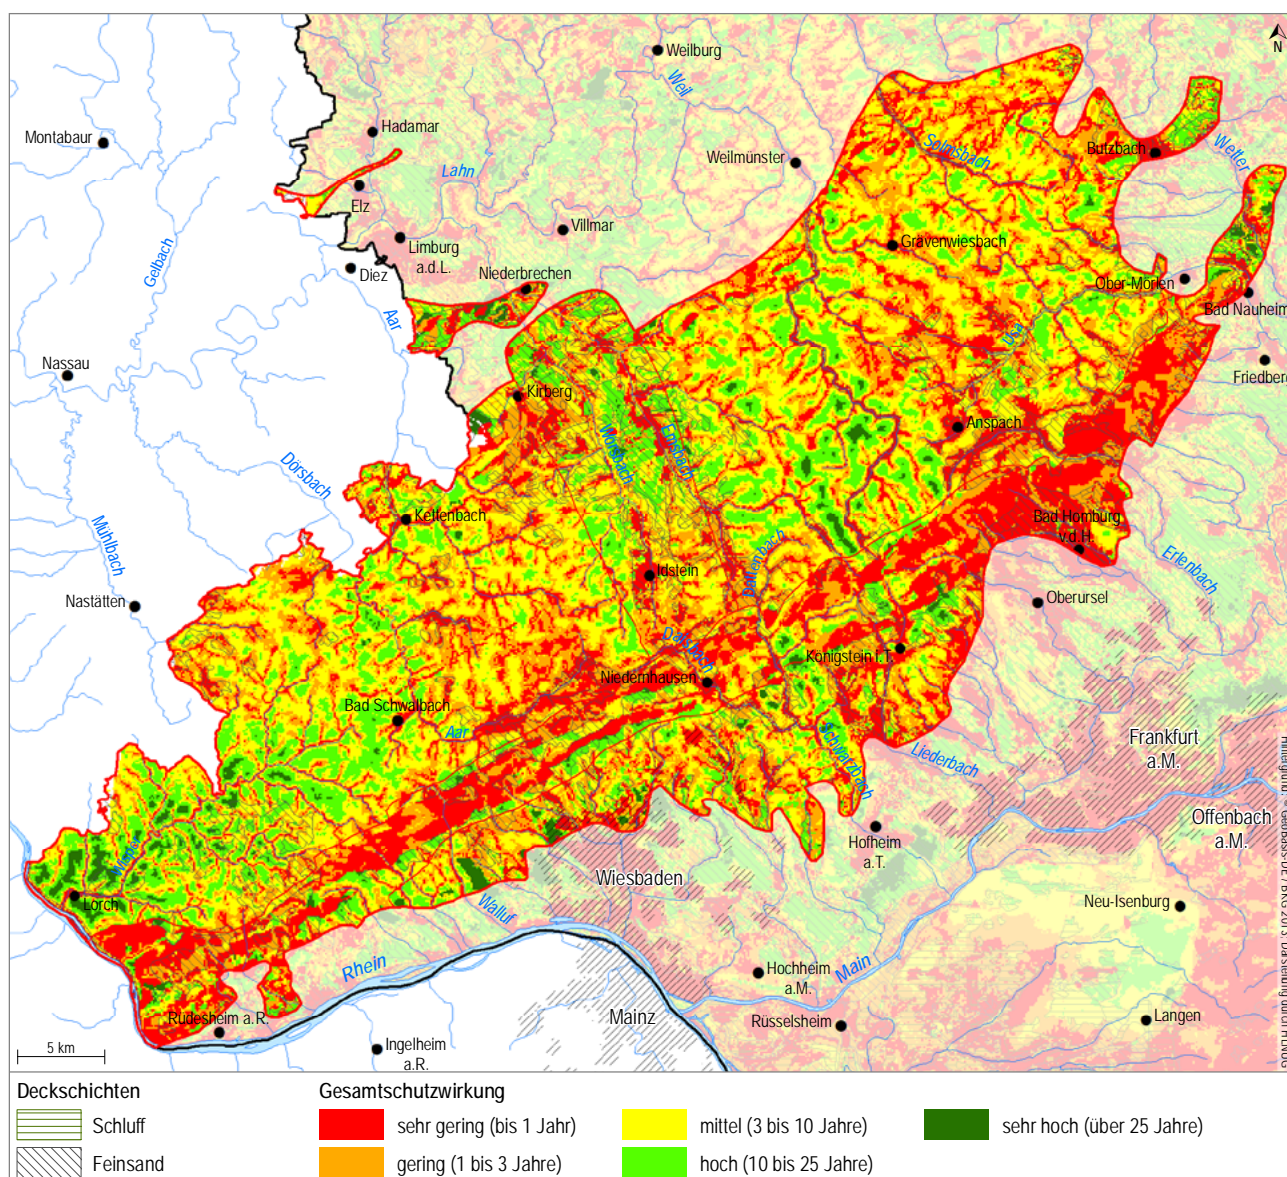 N
Weilburg
Weil
Montabaur
Hadamar
Solmsbach
Butzbach
Weilmünster
Wetter
Lahn
Elz
Villmar
Limburg
a.d.L.
Gelbach
Grävenwiesbach
Diez
Niederbrechen
Ober-Mörlen
Bad Nauheim
Aar
Usa
Nassau
Friedberg
Kirberg
Anspach
Wörsbach
Emsbach
Dörsbach
Kettenbach
Bad Homburg
v.d.H.
Mühlbach
Erlenbach
Idstein
Nastätten
Oberursel
Daisbach
Königstein i.T.
Niedernhausen
Bad Schwalbach
Aar
Schwarzbach
Liederbach
Frankfurt
a.M.
Offenbach
a.M.
Hofheim
a.T.
Wisper
Wiesbaden
Lorch
Walluf
Neu-Isenburg
Rhein
Hochheim
a.M.
Main
Rüdesheim a.R.
Mainz
Rüsselsheim
Langen
5 km
Ingelheim
a.R.
Deckschichten
Schluff
Feinsand
Gesamtschutzwirkung
sehr gering (bis 1 Jahr)
gering (1 bis 3 Jahre)
mittel (3 bis 10 Jahre)
hoch (10 bis 25 Jahre)
sehr hoch (über 25 Jahre)